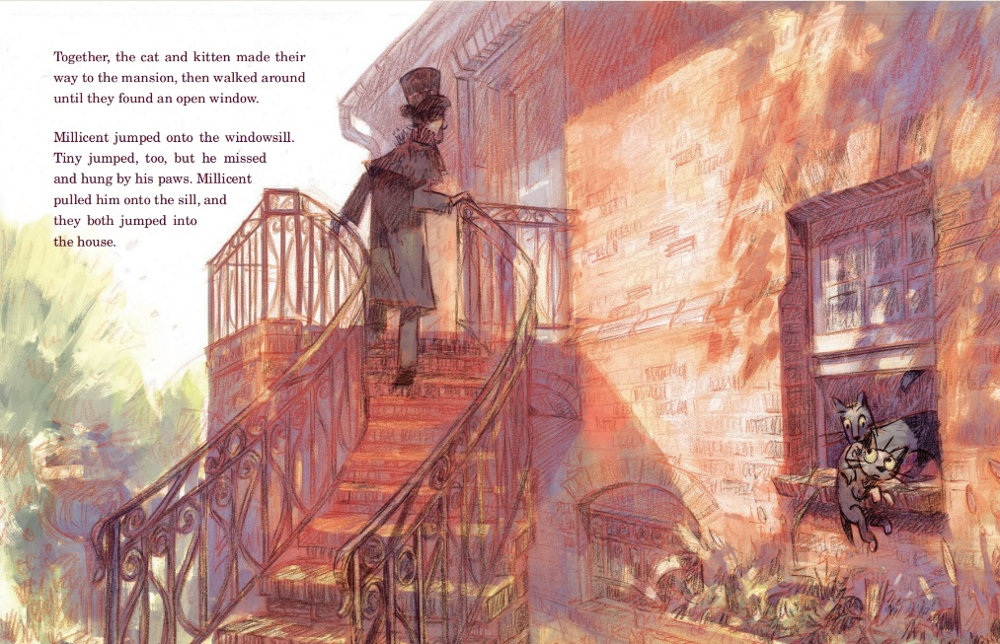 Together, the cat and kitten made their
way to the mansion, then walked around
until they found an open window.
Millicent jumped onto the windowsill.
Tiny jumped, too, but he missed
and hung by his paws. Millicent
pulled him onto the sill, and
they both jumped into
the house.